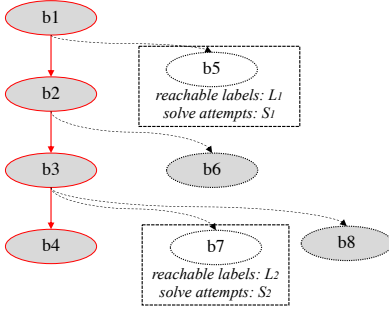 b1
b5
reachable labels: L1
solve attempts: S1
b2
b3
b6
b4
b7
b8
reachable labels: L2
solve attempts: S2